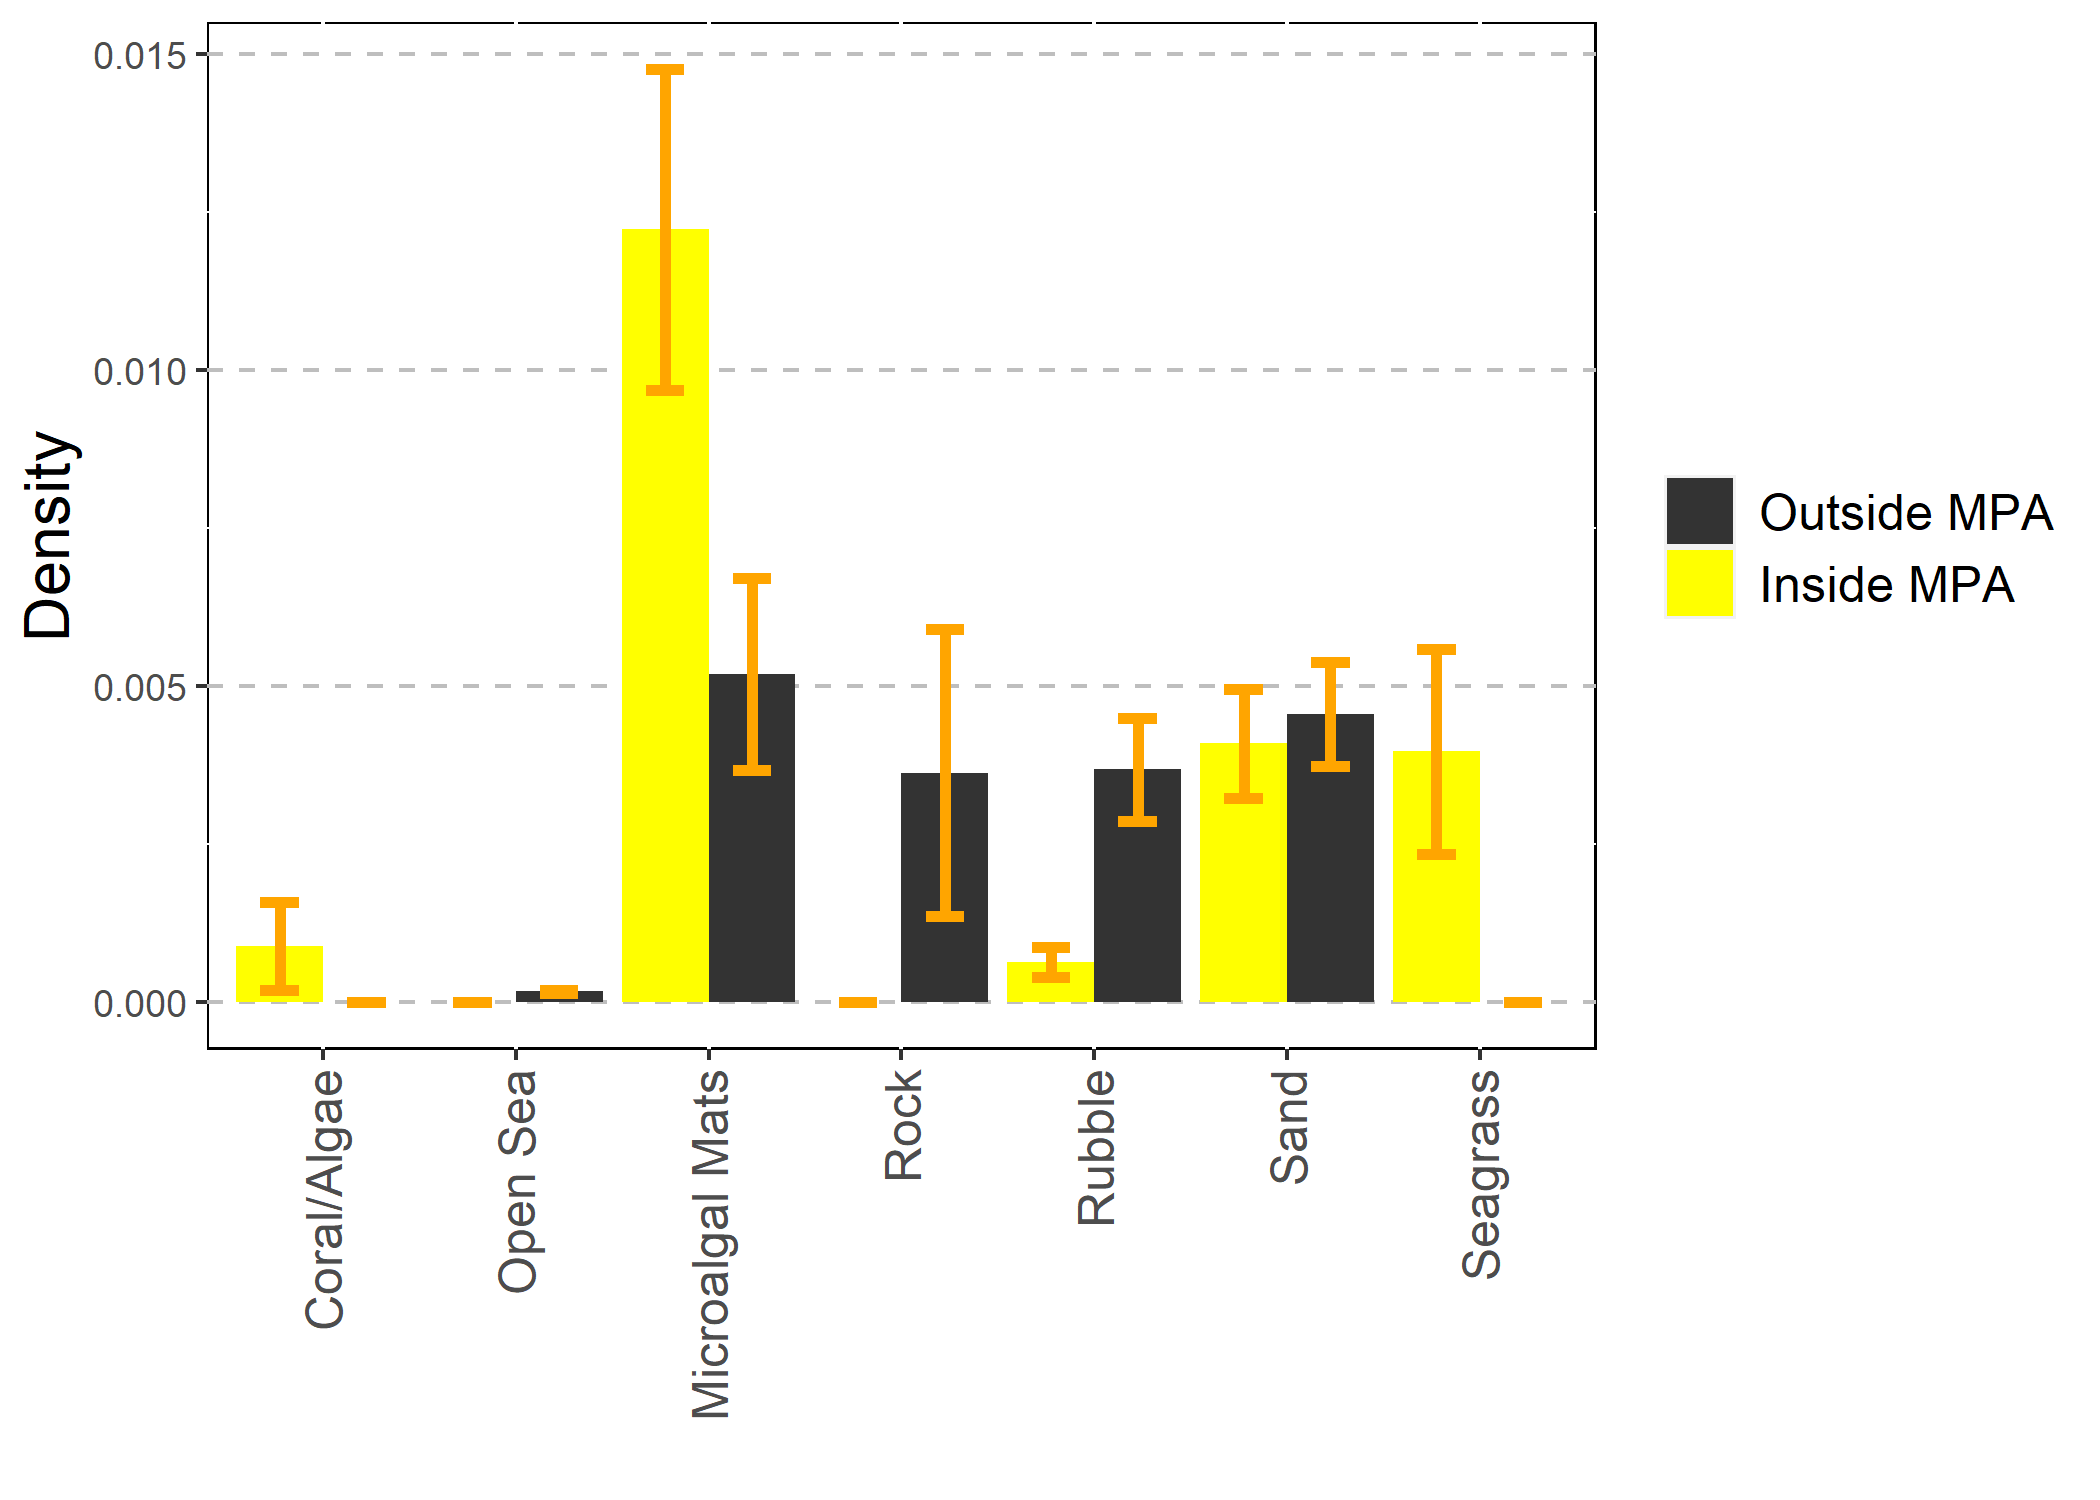 0.015
0.010
0.005
0.000
Density
Coral/Algae
Open Sea
Microalgal Mats
Rock
Rubble
Sand
Seagrass
Outside MPA
Inside MPA